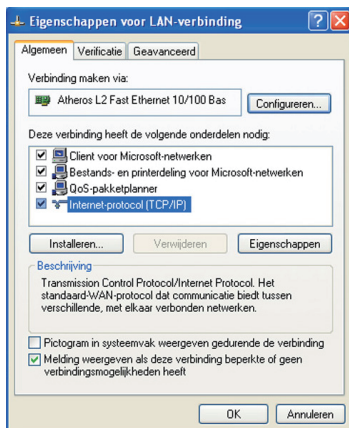 Eigenschappen voor LAN-verbinding
Algemeen Verificatie Geavanceerd
Verbinding maken via:
Atheros L2 Fast Ethernet 10/100 Bas Configureren...
Deze verbinding heeft de volgende onderdelen nodig:
Client voor Microsoft-netwerken
Bestands- en printerdeling voor Microsoft-netwerken
QoS-pakketplanner
Internet-protocol (TCP/IP)
Installeren... Verwijderen Eigenschappen
Beschrijving
Transmission Control Protocol/Internet Protocol. Het
standaard-WAN-protocol dat communicatie biedt tussen
verschillende, met elkaar verbonden netwerken.
Pictogram in systeemvak weergeven gedurende de verbinding
Melding weergeven als deze verbinding beperkte of geen
verbindingsmogelijkheden heeft
OK Annuleren